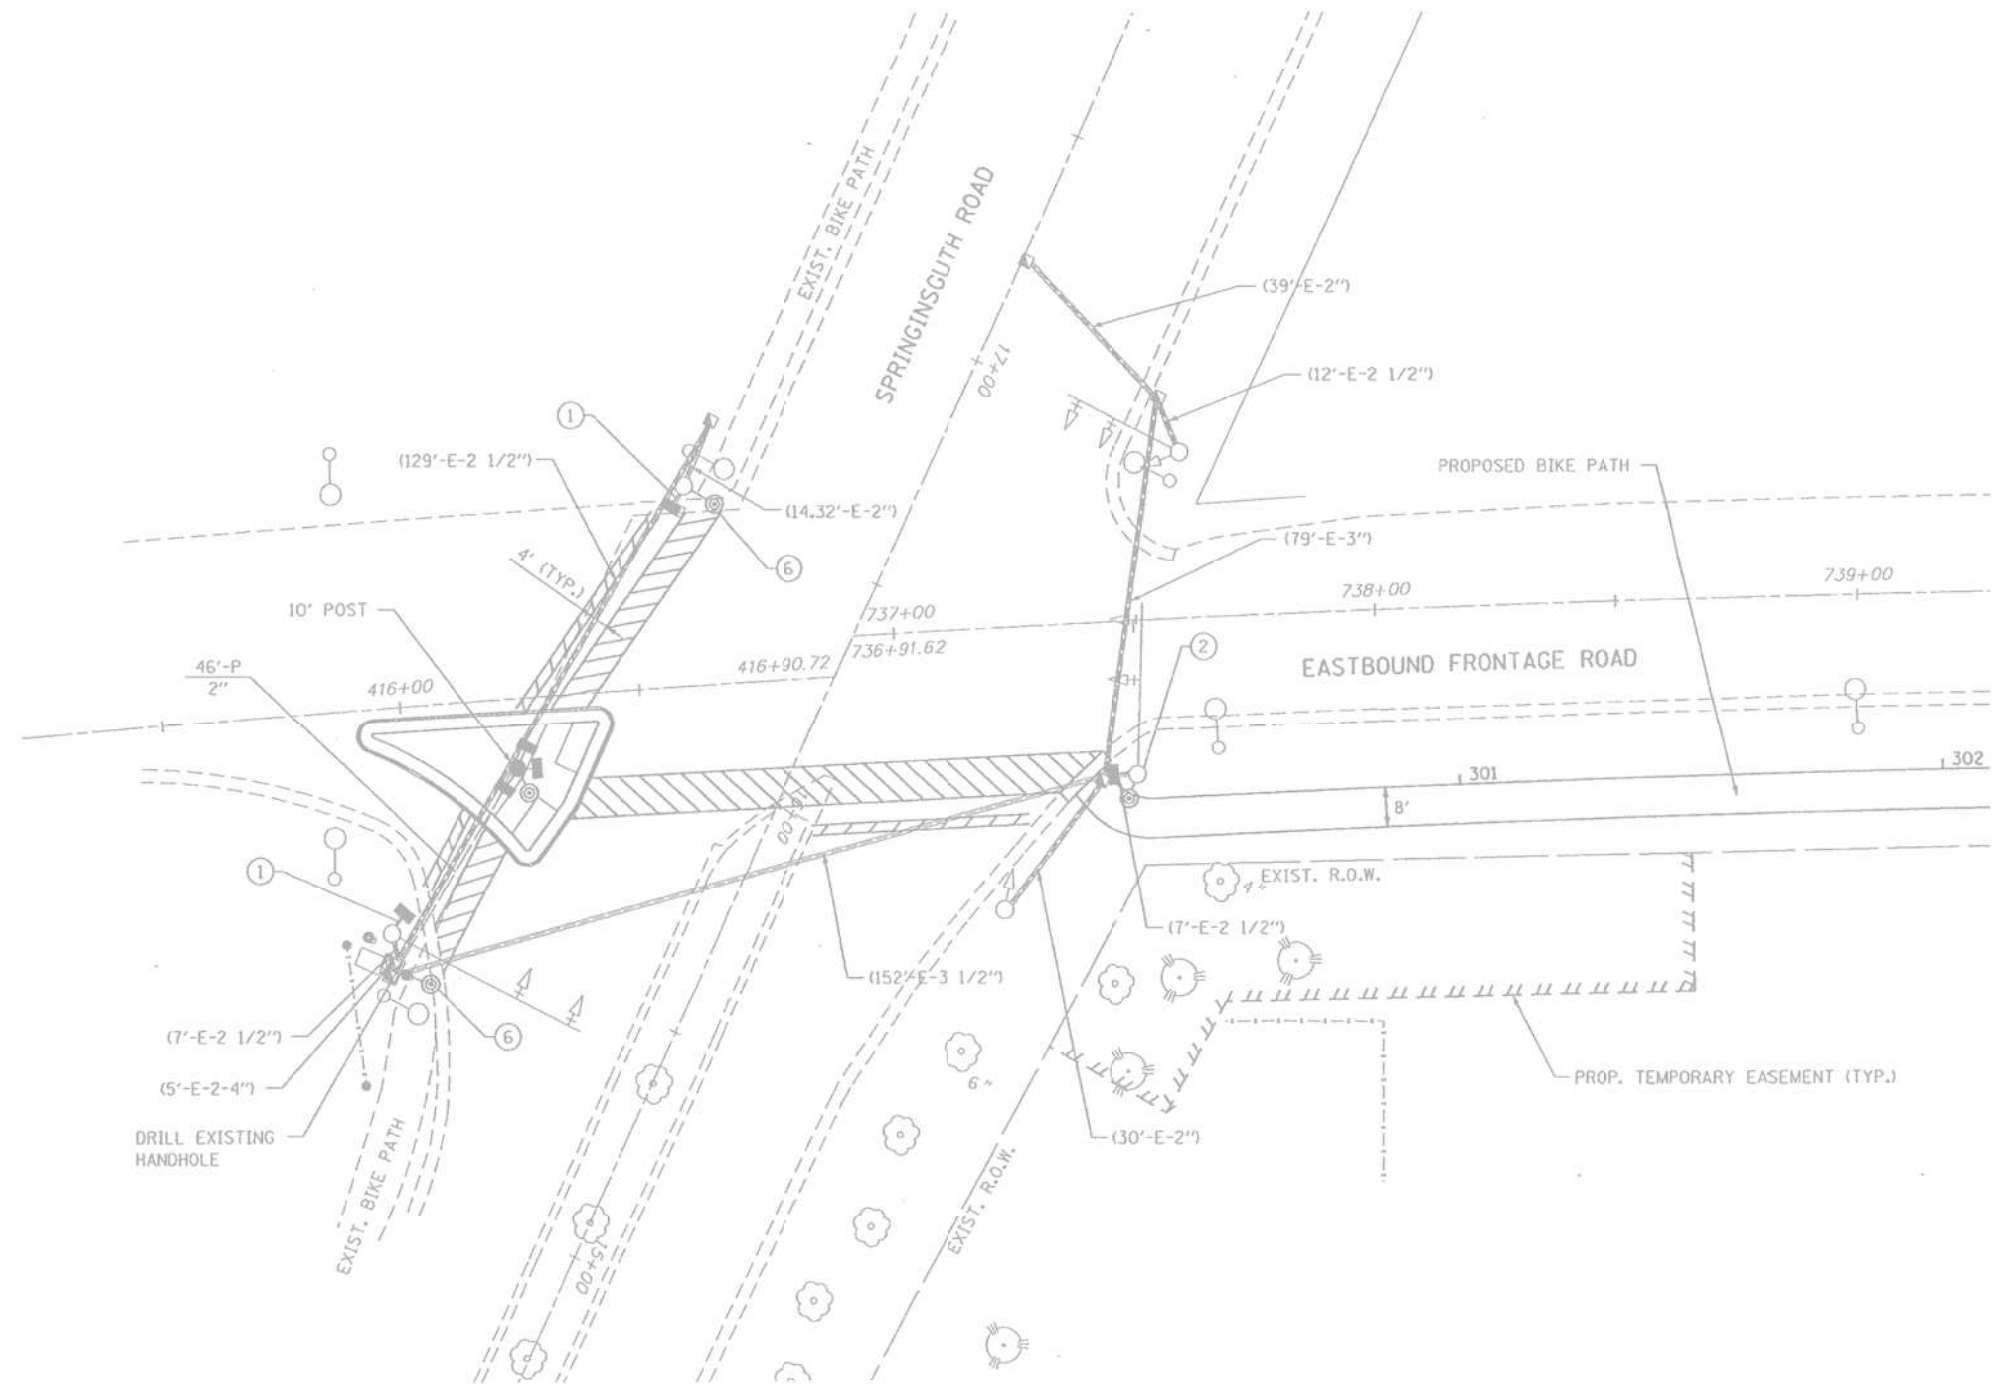 EXIST. BIKE PATH
SPRINGINSGUTH ROAD
17+00
(39'-E-2")
(12'-E-2 1/2")
1
(129'-E-2 1/2")
(14.32'-E-2")
PROPOSED BIKE PATH
4' (TYP.)
6
(79'-E-3")
10' POST
737+00
738+00
739+00
46'-P
2"
416+00
416+90.72
736+91.62
2
EASTBOUND FRONTAGE ROAD
301
302
8'
16+00
1
EXIST. R.O.W.
4"
(7'-E-2 1/2")
(152'-E-3 1/2")
(7'-E-2 1/2")
6
(5'-E-2-4")
6"
PROP. TEMPORARY EASEMENT (TYP.)
DRILL EXISTING
HANDHOLE
(30'-E-2")
EXIST. BIKE PATH
EXIST. R.O.W.
15+00